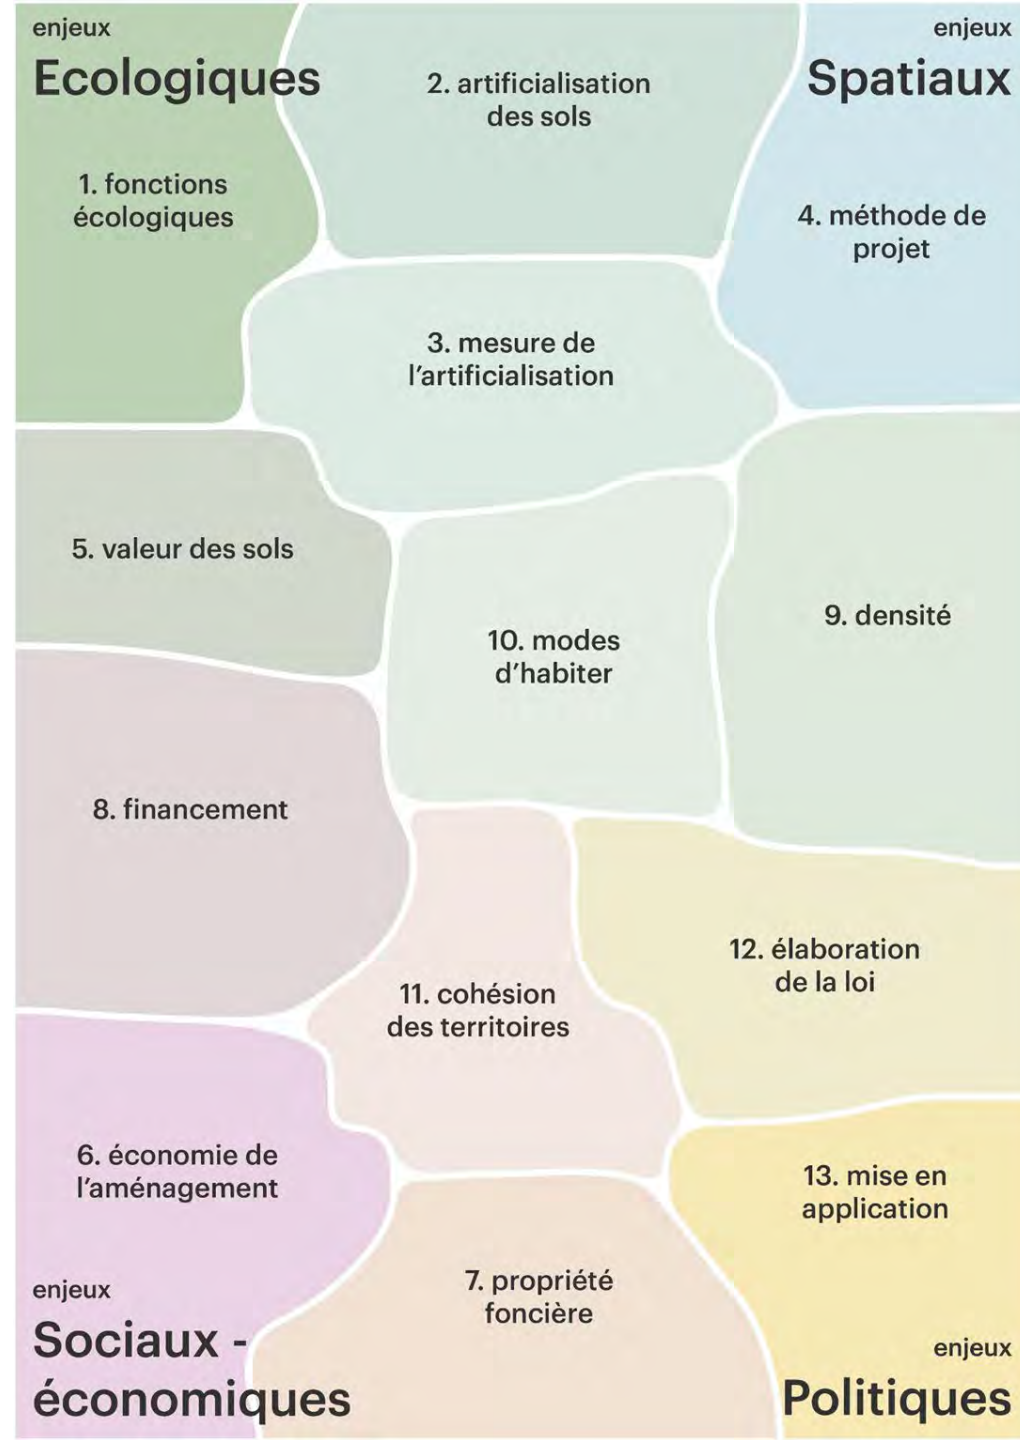 enjeux
Ecologiques
enjeux
Spatiaux
2. artificialisation
des sols
1. fonctions
écologiques
4. méthode de
projet
3. mesure de
l'artificialisation
5. valeur des sols
9. densité
10. modes
d'habiter
8. financement
12. élaboration
de la loi
11. cohésion
des territoires
6. économie de
l'aménagement
13. mise en
application
7. propriété
foncière
enjeux
Sociaux -
économiques
enjeux
Politiques